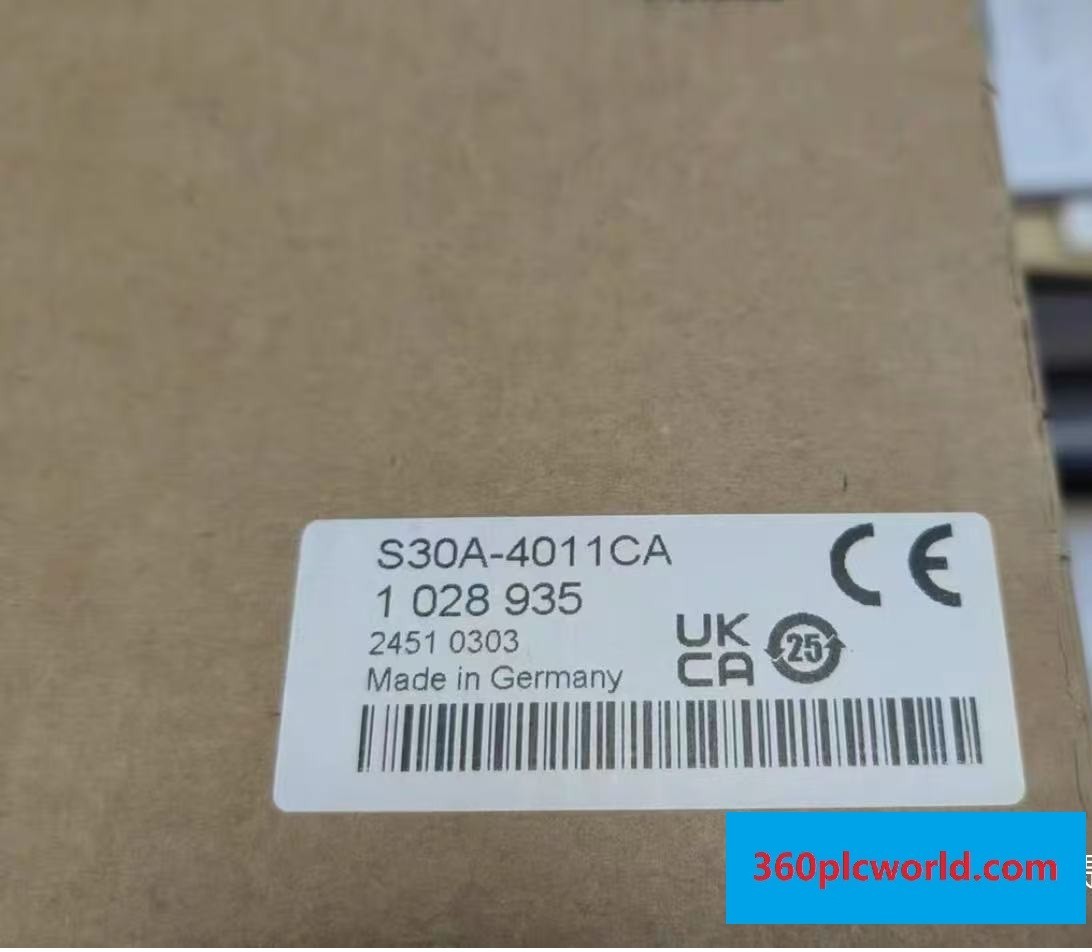 S30A-4011CA
1 028 935
2451 0303
Made in Germany
CE
UK
CA
25
360plcworld.com